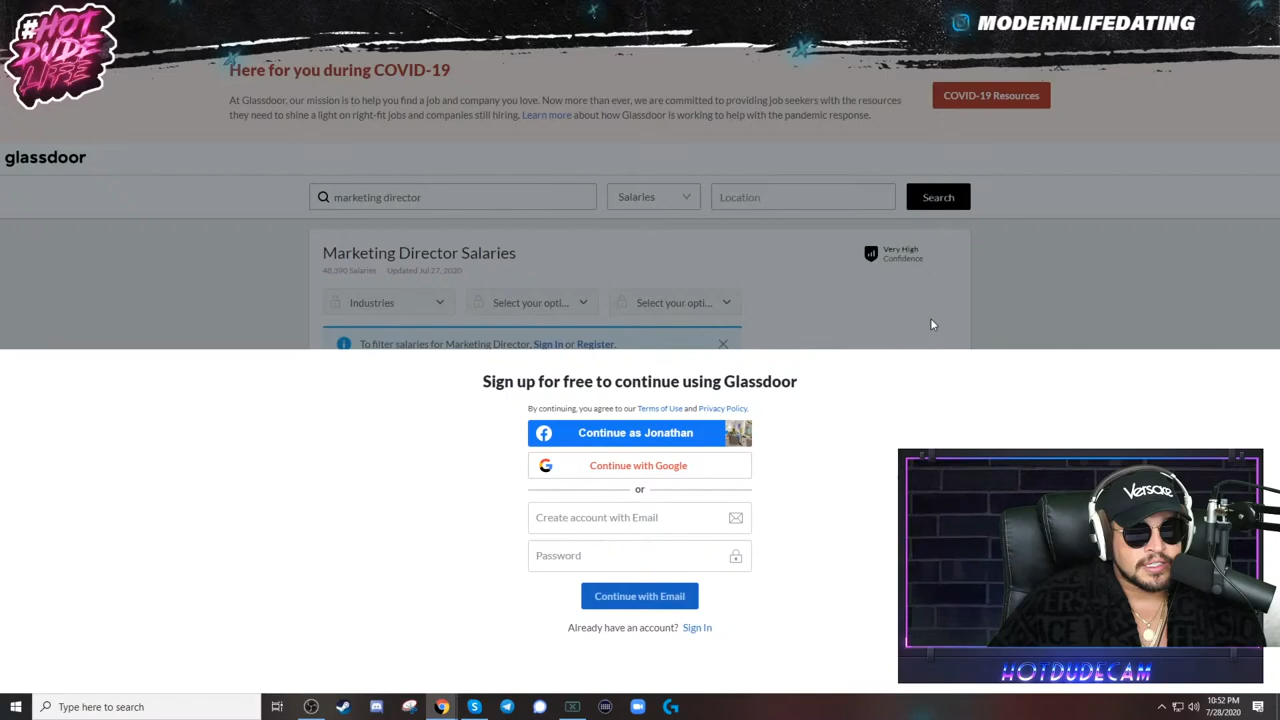 #HOT
DUDE
LIFE
MODERNLIFEDATING
Here for you during COVID-19
At Glassdoor, our mission is to help you find a job and company you love. Now more than ever, we are committed to providing job seekers with the resources
they need to shine a light on right-fit jobs and companies still hiring. Learn more about how Glassdoor is working to help with the pandemic response.
COVID-19 Resources
glassdoor
marketing director
Salaries
Location
Search
Marketing Director Salaries
48,390 Salaries Updated Jul 27, 2020
Very High
Confidence
Industries
Select your opti...
Select your opti...
To filter salaries for Marketing Director, Sign In or Register.
Sign up for free to continue using Glassdoor
By continuing, you agree to our Terms of Use and Privacy Policy.
Continue as Jonathan
Continue with Google
or
Create account with Email
Password
Continue with Email
Already have an account? Sign In
Versace
HOTDUDECAM
Type here to search
10:52 PM
7/28/2020